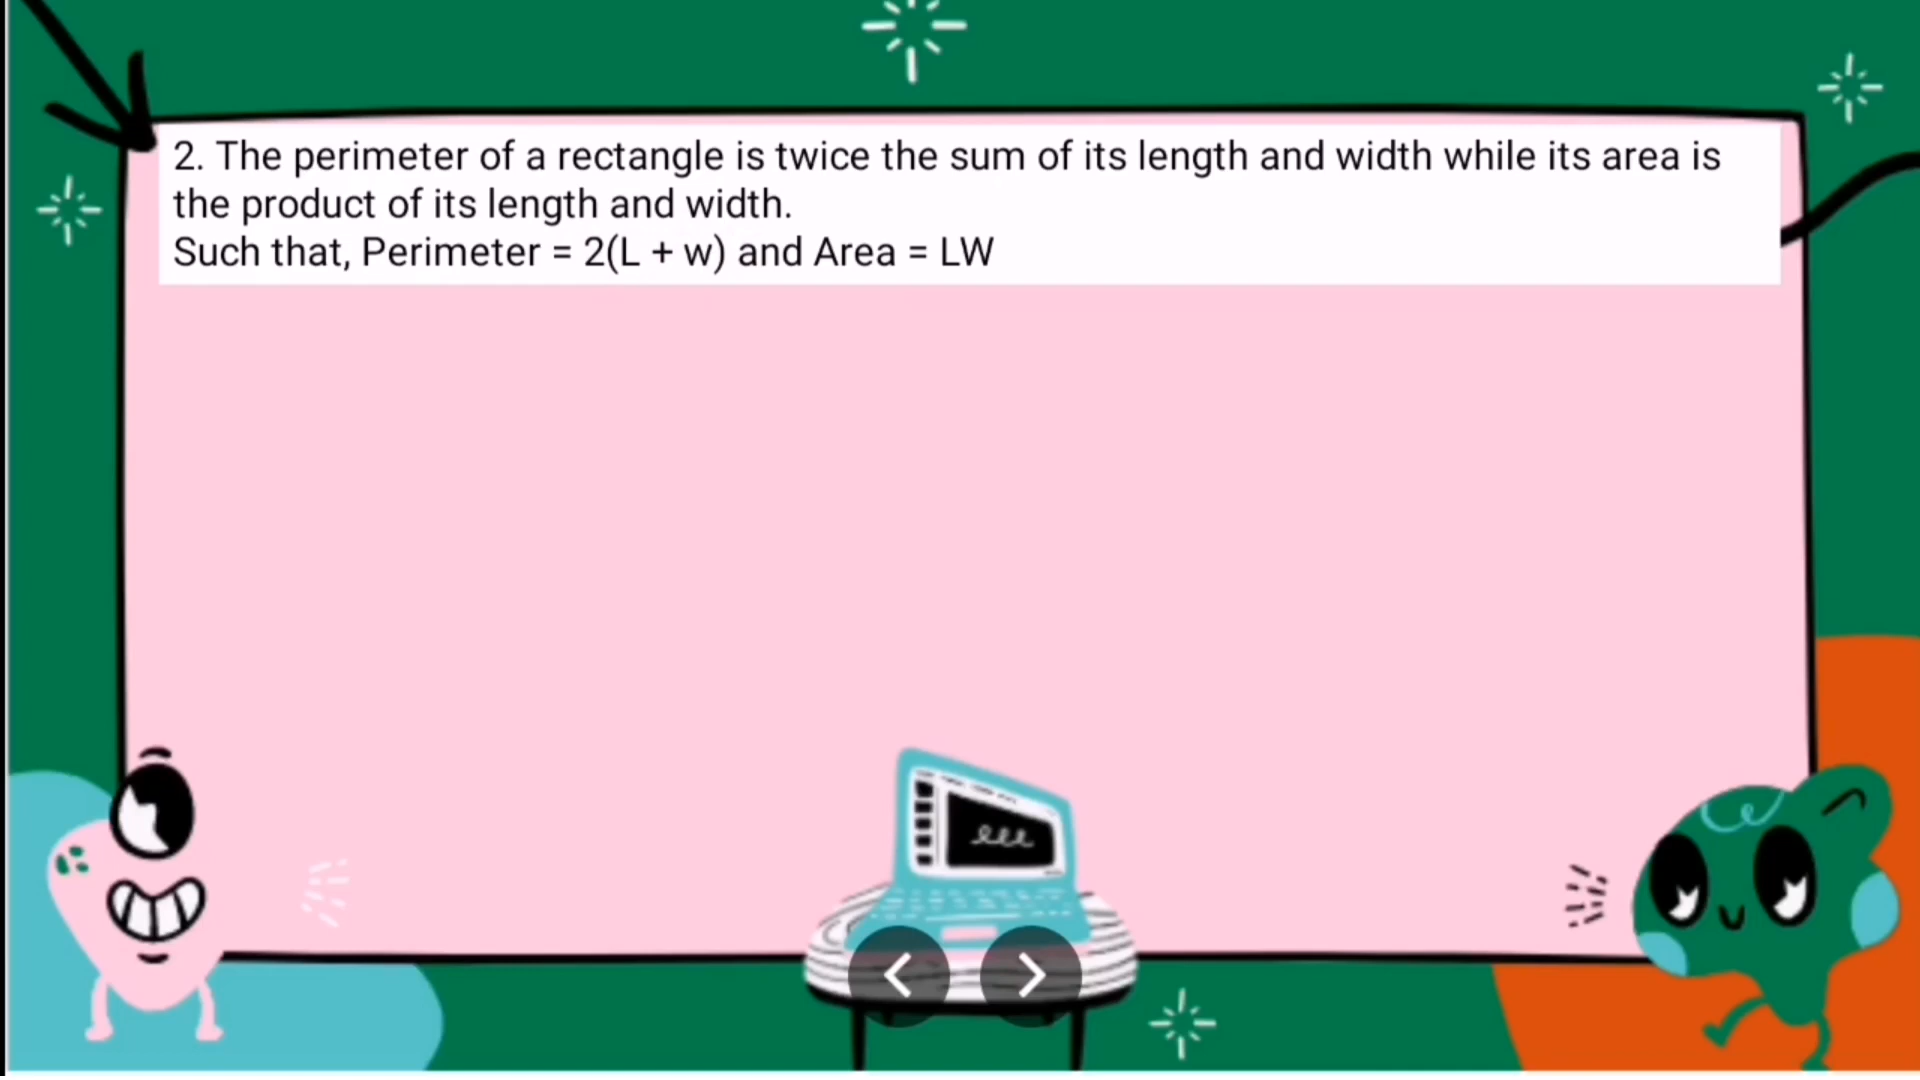 2. The perimeter of a rectangle is twice the sum of its length and width while its area is
the product of its length and width.
Such that, Perimeter = 2(L + w) and Area = LW